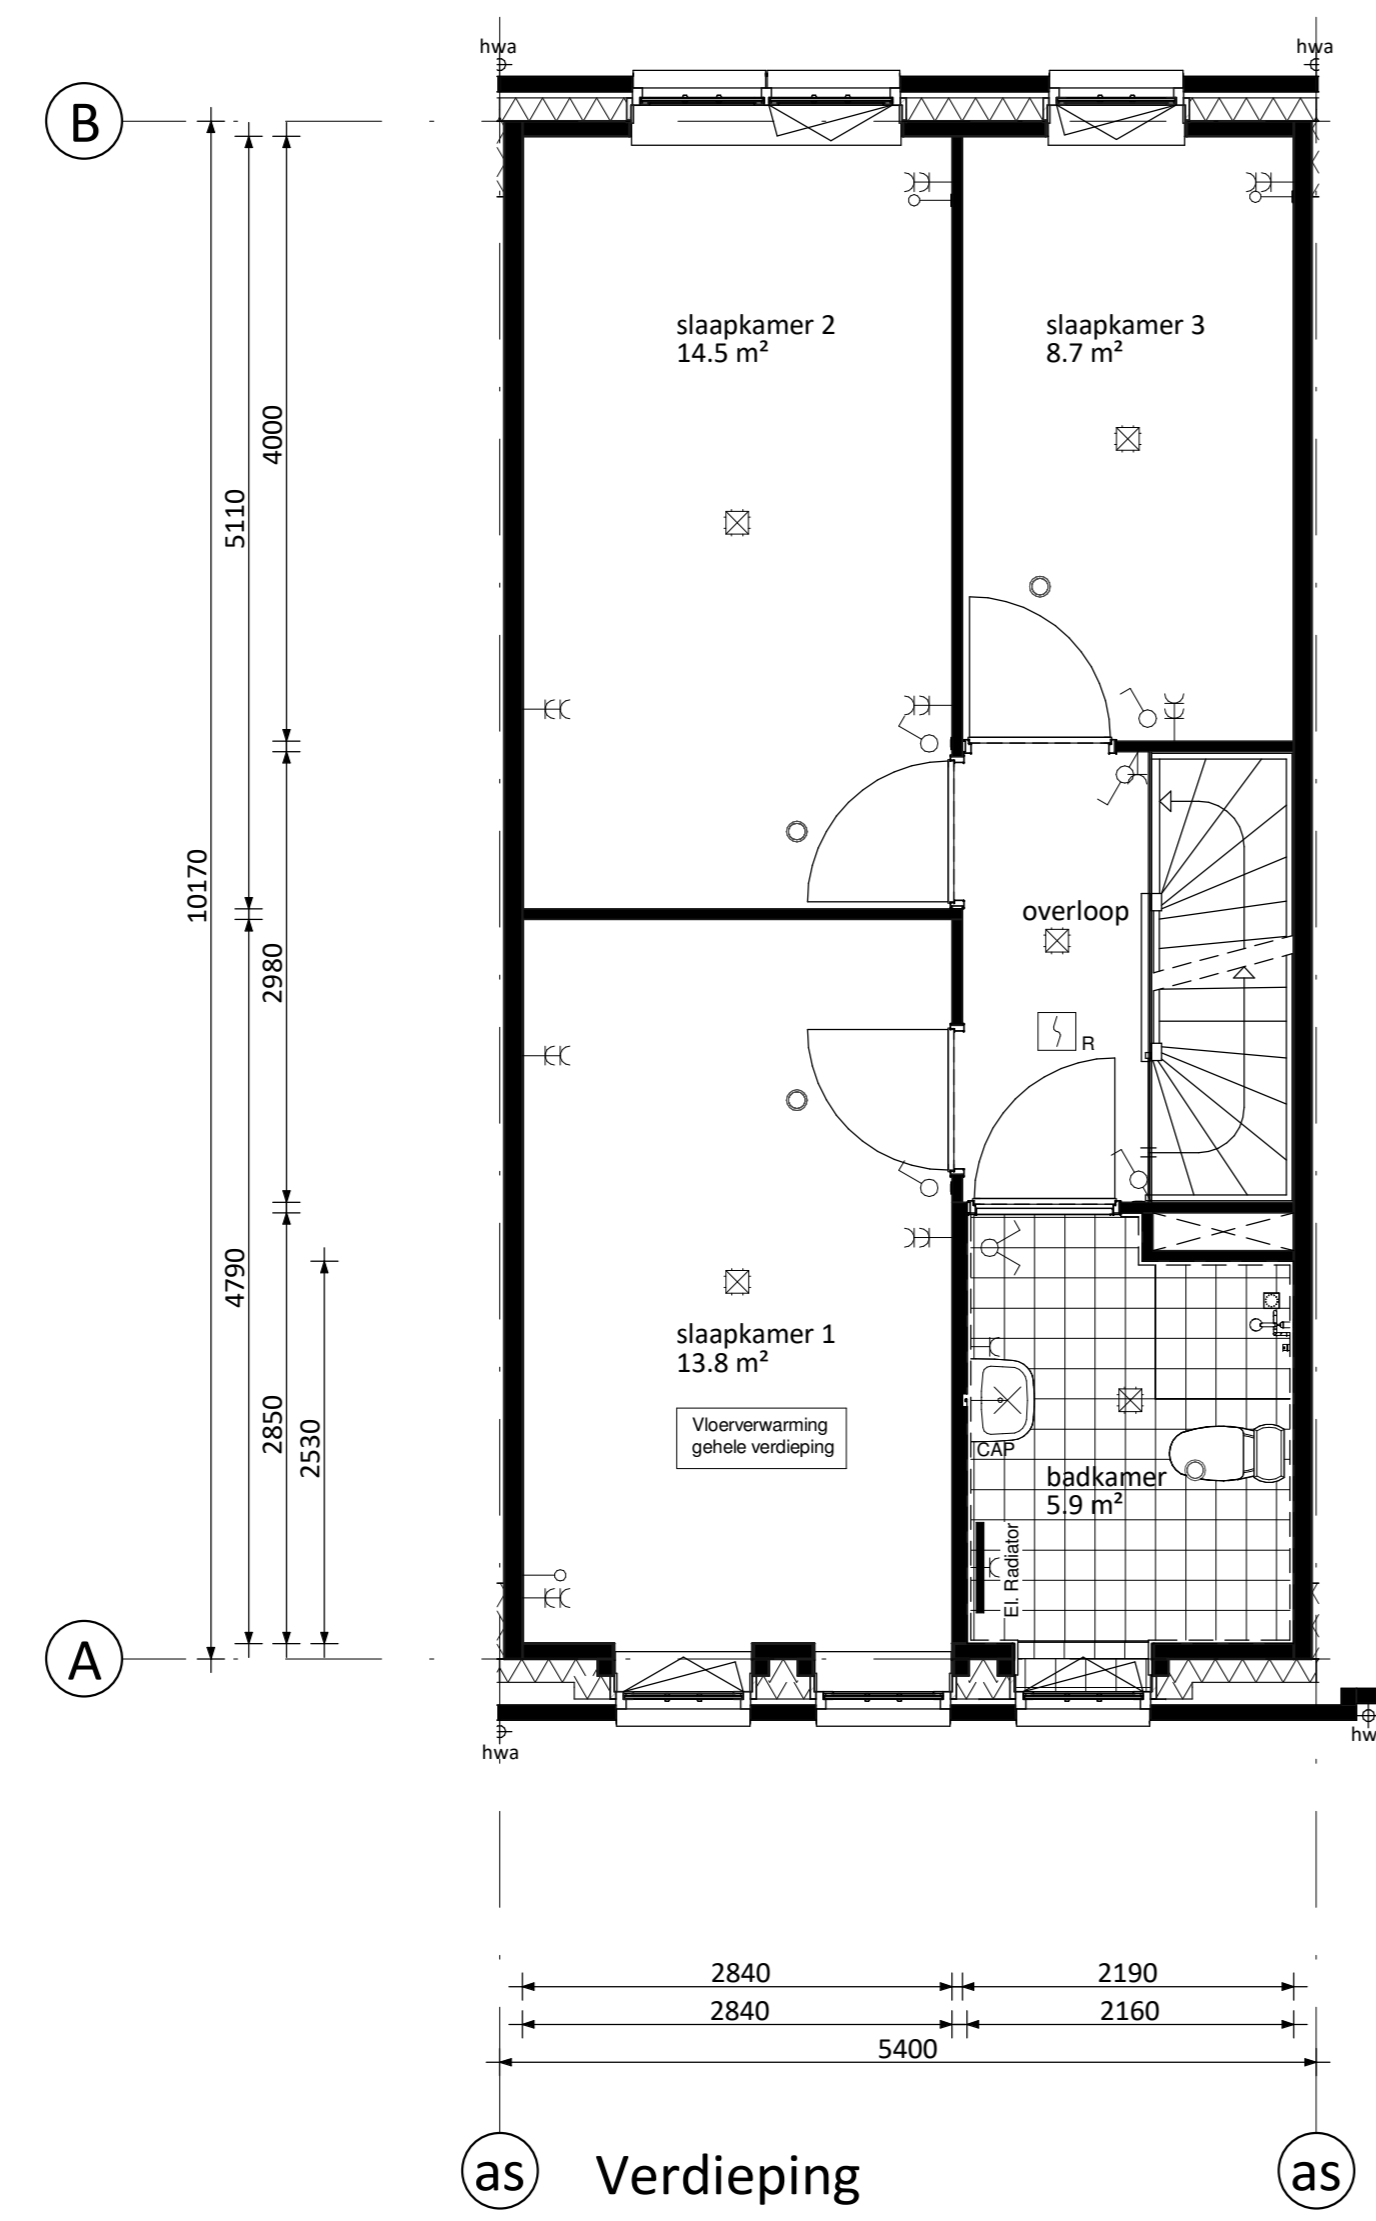 hwa
hwa
B
slaapkamer 2
14.5 m²
slaapkamer 3
8.7 m²
4000
5110
10170
2980
overloop
R
4790
2850
2530
slaapkamer 1
13.8 m²
Vloerverwarming
gehele verdieping
CAP
badkamer
5.9 m²
El. Radiator
A
hwa
hw
2840
2190
2840
2160
5400
as
Verdieping
as